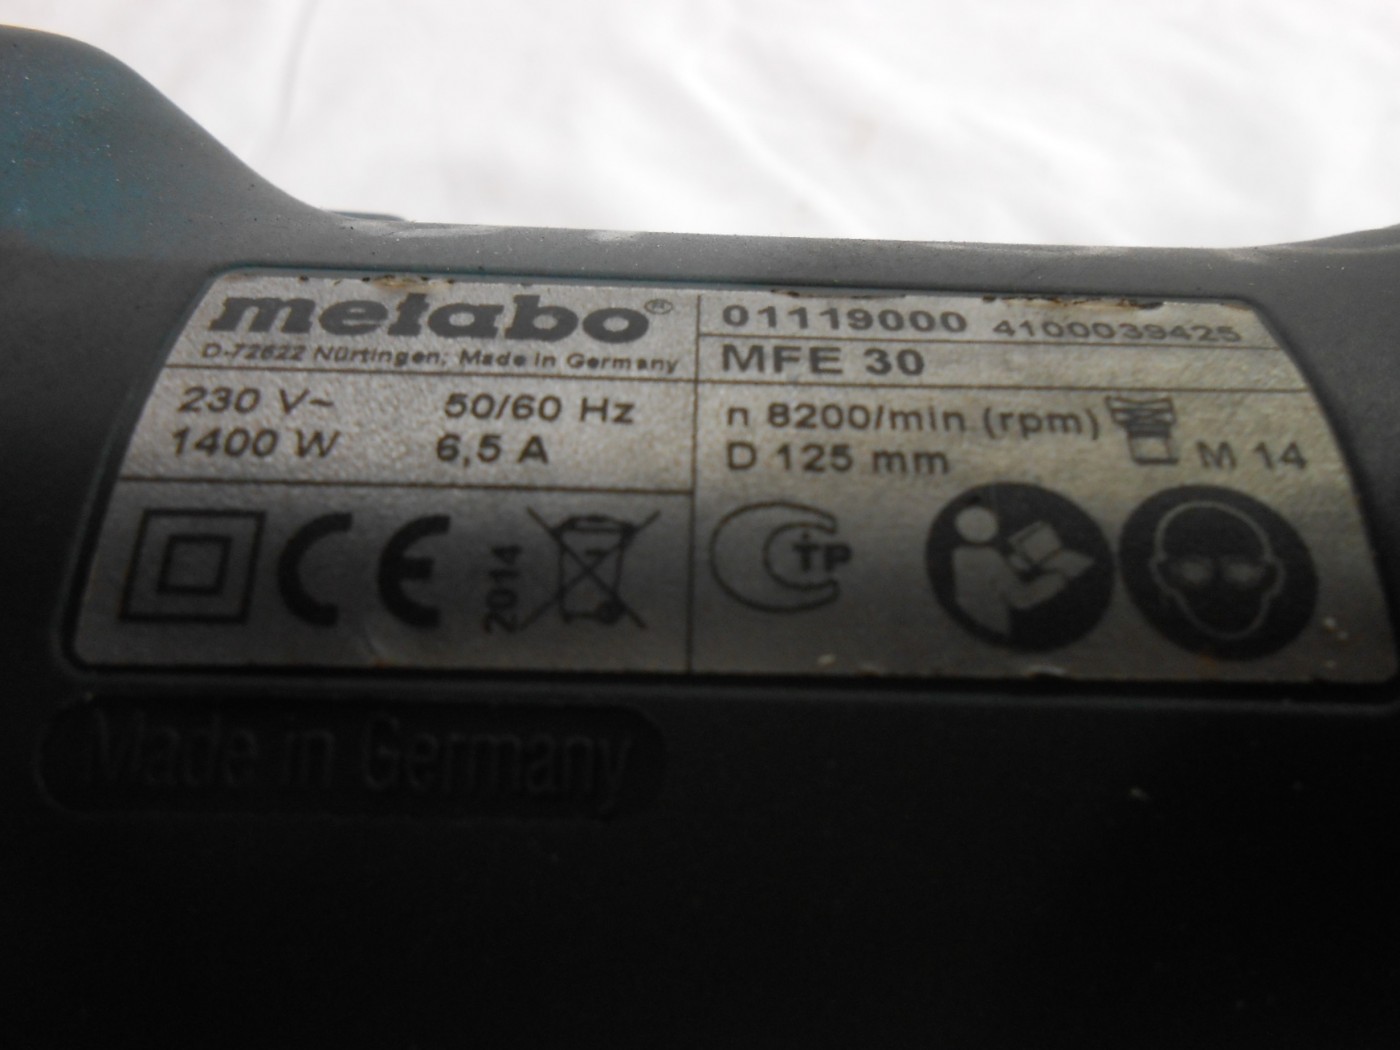 metabo®
D-72622 Nürtingen, Made in Germany
01119000 4100039425
MFE 30
230 V~ 50/60 Hz
1400 W 6,5 A
n 8200/min (rpm)
D 125 mm M 14
CE
2014
TP
Made in Germany